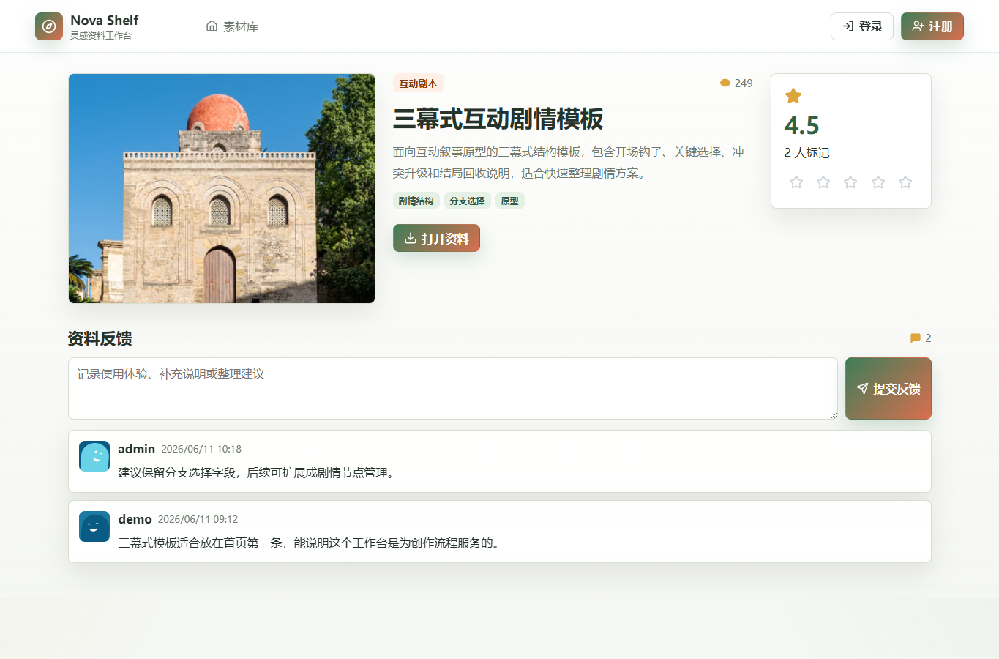 Nova Shelf
灵感资料工作台
素材库
登录
注册
互动剧本
249
三幕式互动剧情模板
面向互动叙事原型的三幕式结构模板，包含开场钩子、关键选择、冲
突升级和结局回收说明，适合快速整理剧情方案。
剧情结构
分支选择
原型
打开资料
4.5
2 人标记
资料反馈
2
记录使用体验、补充说明或整理建议
提交反馈
admin 2026/06/11 10:18
建议保留分支选择字段，后续可扩展成剧情节点管理。
demo 2026/06/11 09:12
三幕式模板适合放在首页第一条，能说明这个工作台是为创作流程服务的。